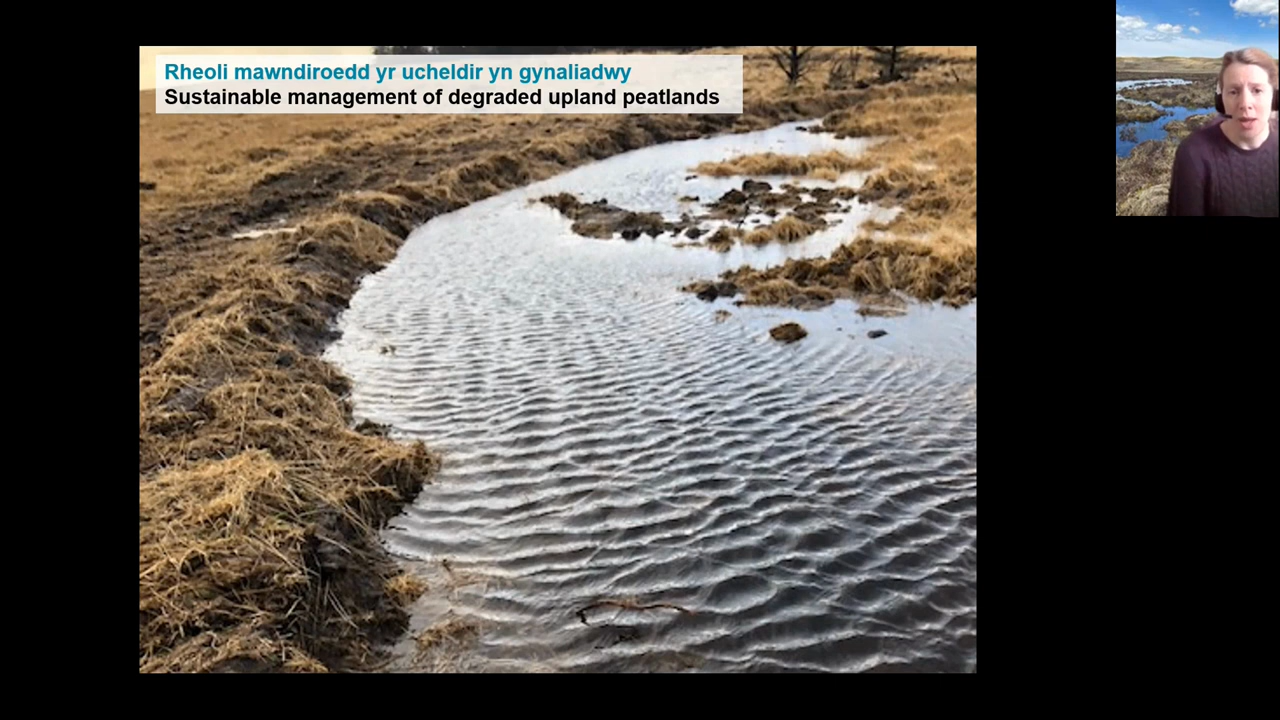 Rheoli mawndiroedd yr ucheldir yn gynaliadwy
Sustainable management of degraded upland peatlands